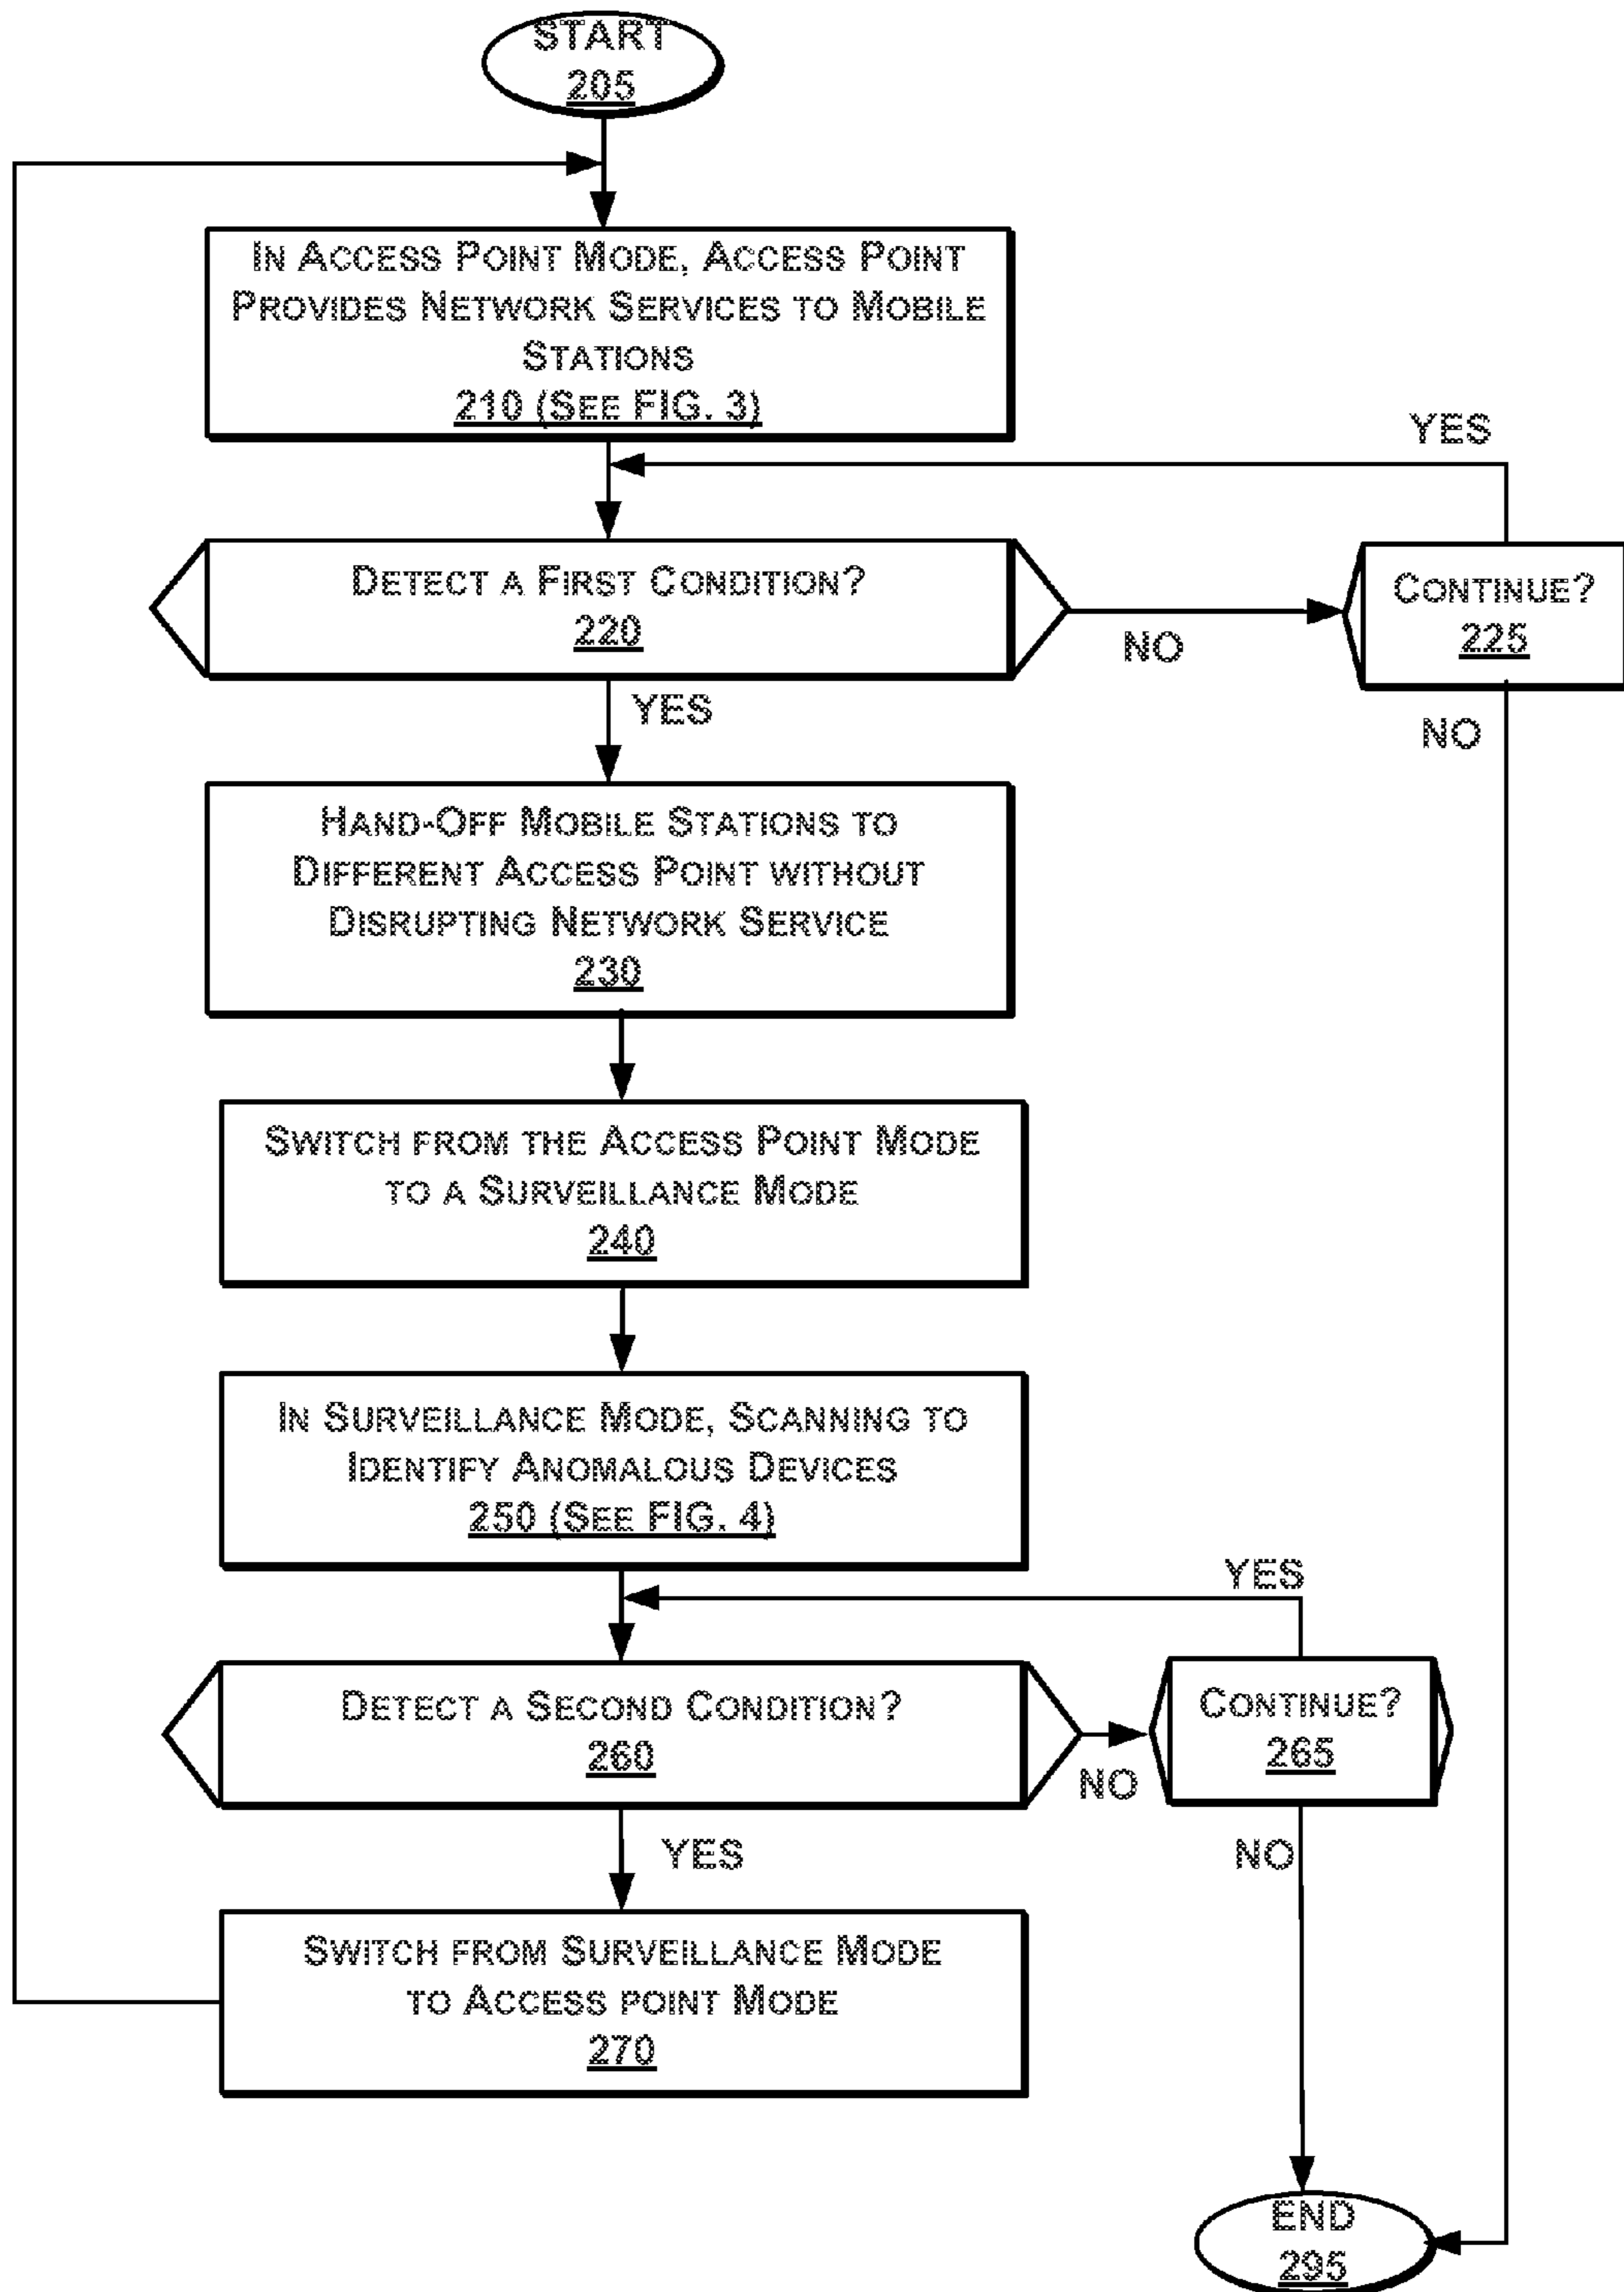 START
205
IN ACCESS POINT MODE, ACCESS POINT
PROVIDES NETWORK SERVICES TO MOBILE
STATIONS
210 (SEE FIG. 3)
YES
DETECT A FIRST CONDITION?
220
NO
CONTINUE?
225
YES
NO
HAND-OFF MOBILE STATIONS TO
DIFFERENT ACCESS POINT WITHOUT
DISRUPTING NETWORK SERVICE
230
SWITCH FROM THE ACCESS POINT MODE
TO A SURVEILLANCE MODE
240
IN SURVEILLANCE MODE, SCANNING TO
IDENTIFY ANOMALOUS DEVICES
250 (SEE FIG. 4)
YES
DETECT A SECOND CONDITION?
260
NO
CONTINUE?
265
YES
NO
SWITCH FROM SURVEILLANCE MODE
TO ACCESS POINT MODE
270
END
295